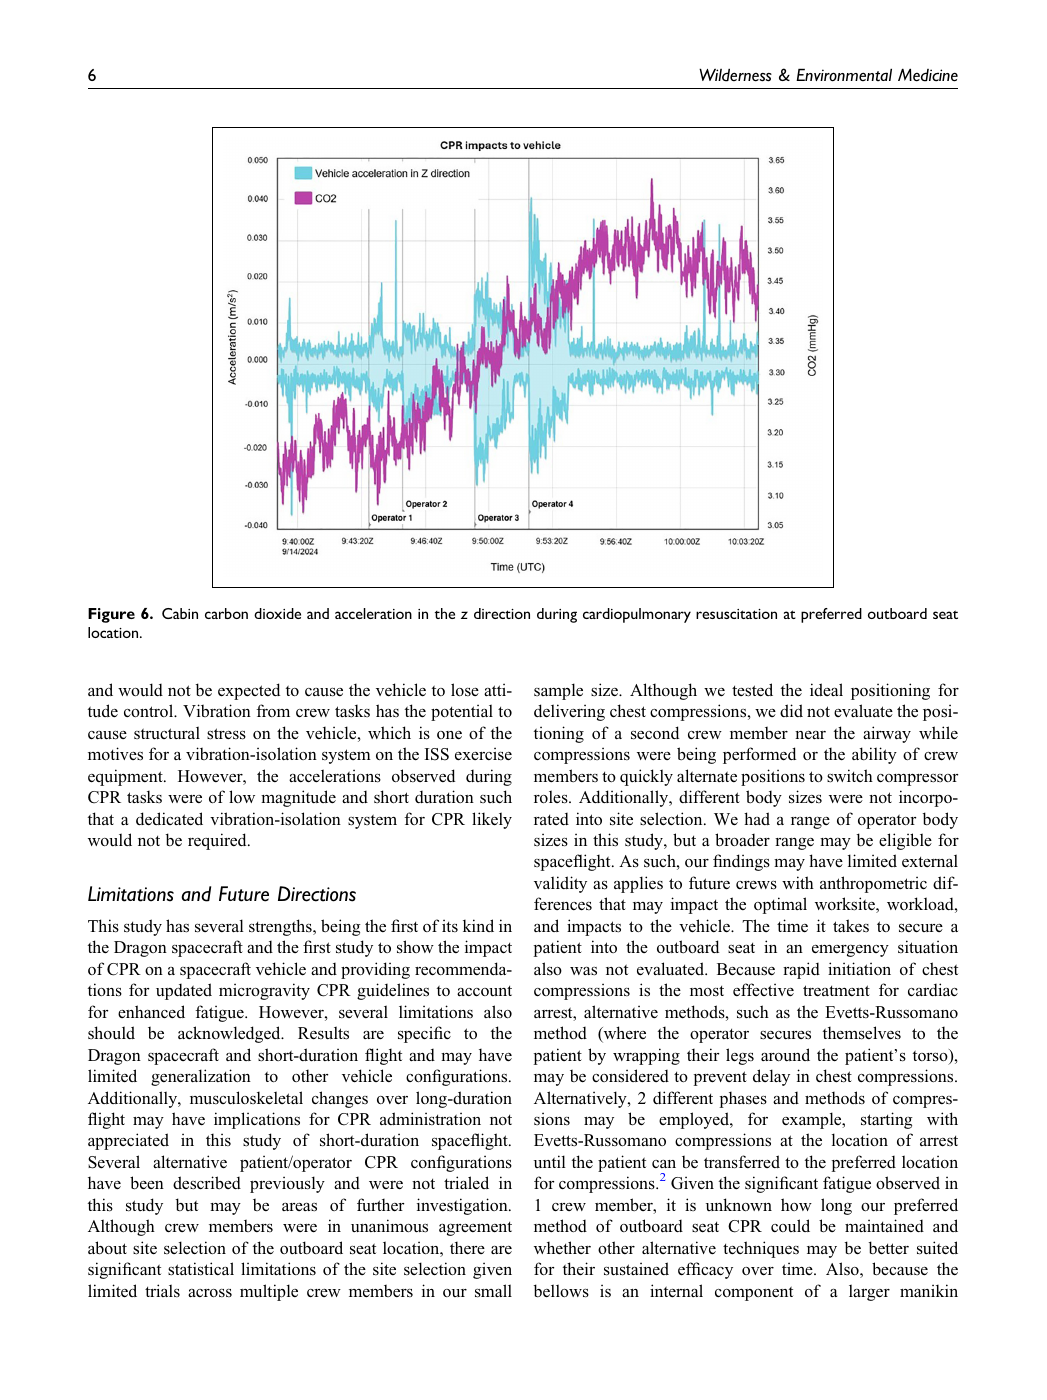 6
Wilderness & Environmental Medicine
CPR impacts to vehicle
Vehicle acceleration in Z direction
CO2
0.050
0.040
0.030
0.020
0.010
0.000
-0.010
-0.020
-0.030
-0.040
Acceleration (m/s²)
3.65
3.60
3.55
3.50
3.45
3.40
3.35
3.30
3.25
3.20
3.15
3.10
3.05
CO2 (mmHg)
Operator 1
Operator 2
Operator 3
Operator 4
9:40:00Z
9/14/2024
9:43:20Z
9:46:40Z
9:50:00Z
9:53:20Z
9:56:40Z
10:00:00Z
10:03:20Z
Time (UTC)
Figure 6. Cabin carbon dioxide and acceleration in the z direction during cardiopulmonary resuscitation at preferred outboard seat
location.
and would not be expected to cause the vehicle to lose atti-
tude control. Vibration from crew tasks has the potential to
cause structural stress on the vehicle, which is one of the
motives for a vibration-isolation system on the ISS exercise
equipment. However, the accelerations observed during
CPR tasks were of low magnitude and short duration such
that a dedicated vibration-isolation system for CPR likely
would not be required.
Limitations and Future Directions
This study has several strengths, being the first of its kind in
the Dragon spacecraft and the first study to show the impact
of CPR on a spacecraft vehicle and providing recommenda-
tions for updated microgravity CPR guidelines to account
for enhanced fatigue. However, several limitations also
should be acknowledged. Results are specific to the
Dragon spacecraft and short-duration flight and may have
limited generalization to other vehicle configurations.
Additionally, musculoskeletal changes over long-duration
flight may have implications for CPR administration not
appreciated in this study of short-duration spaceflight.
Several alternative patient/operator CPR configurations
have been described previously and were not trialed in
this study but may be areas of further investigation.
Although crew members were in unanimous agreement
about site selection of the outboard seat location, there are
significant statistical limitations of the site selection given
limited trials across multiple crew members in our small
sample size. Although we tested the ideal positioning for
delivering chest compressions, we did not evaluate the posi-
tioning of a second crew member near the airway while
compressions were being performed or the ability of crew
members to quickly alternate positions to switch compressor
roles. Additionally, different body sizes were not incorpo-
rated into site selection. We had a range of operator body
sizes in this study, but a broader range may be eligible for
spaceflight. As such, our findings may have limited external
validity as applies to future crews with anthropometric dif-
ferences that may impact the optimal worksite, workload,
and impacts to the vehicle. The time it takes to secure a
patient into the outboard seat in an emergency situation
also was not evaluated. Because rapid initiation of chest
compressions is the most effective treatment for cardiac
arrest, alternative methods, such as the Evetts-Russomano
method (where the operator secures themselves to the
patient by wrapping their legs around the patient's torso),
may be considered to prevent delay in chest compressions.
Alternatively, 2 different phases and methods of compres-
sions may be employed, for example, starting with
Evetts-Russomano compressions at the location of arrest
until the patient can be transferred to the preferred location
for compressions.2 Given the significant fatigue observed in
1 crew member, it is unknown how long our preferred
method of outboard seat CPR could be maintained and
whether other alternative techniques may be better suited
for their sustained efficacy over time. Also, because the
bellows is an internal component of a larger manikin